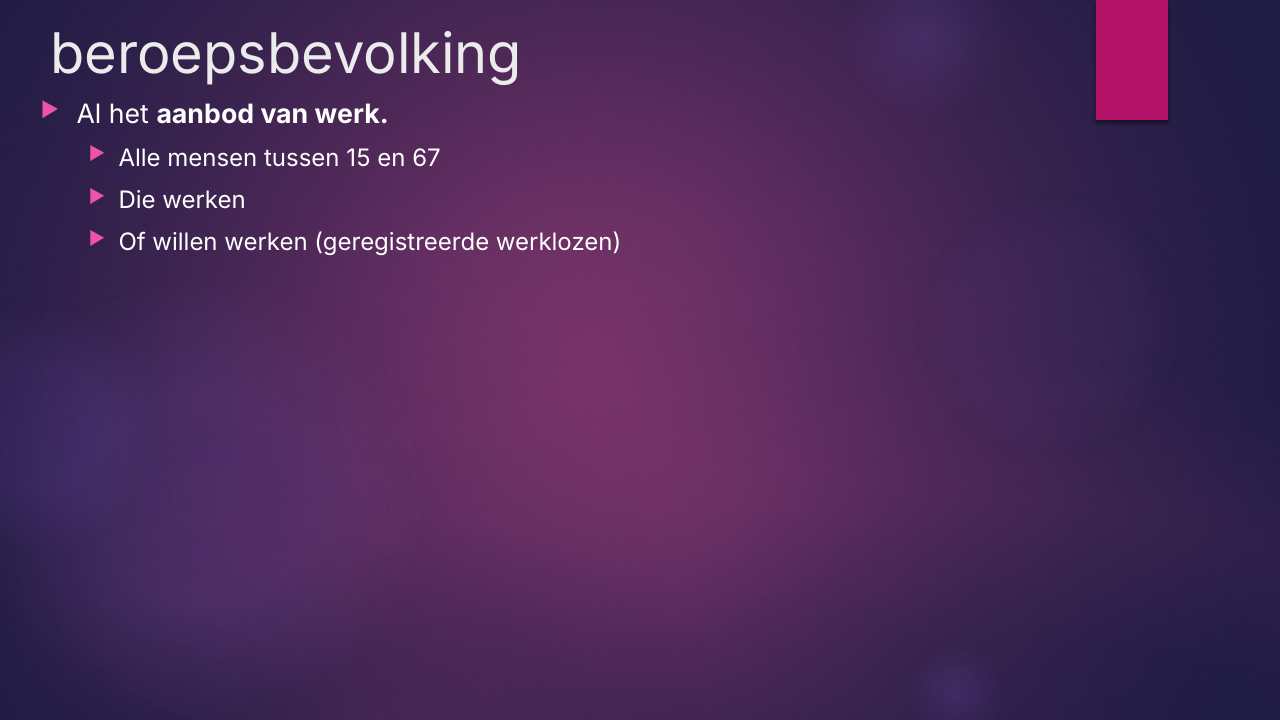 beroepsbevolking
Al het aanbod van werk.
Alle mensen tussen 15 en 67
Die werken
Of willen werken (geregistreerde werklozen)